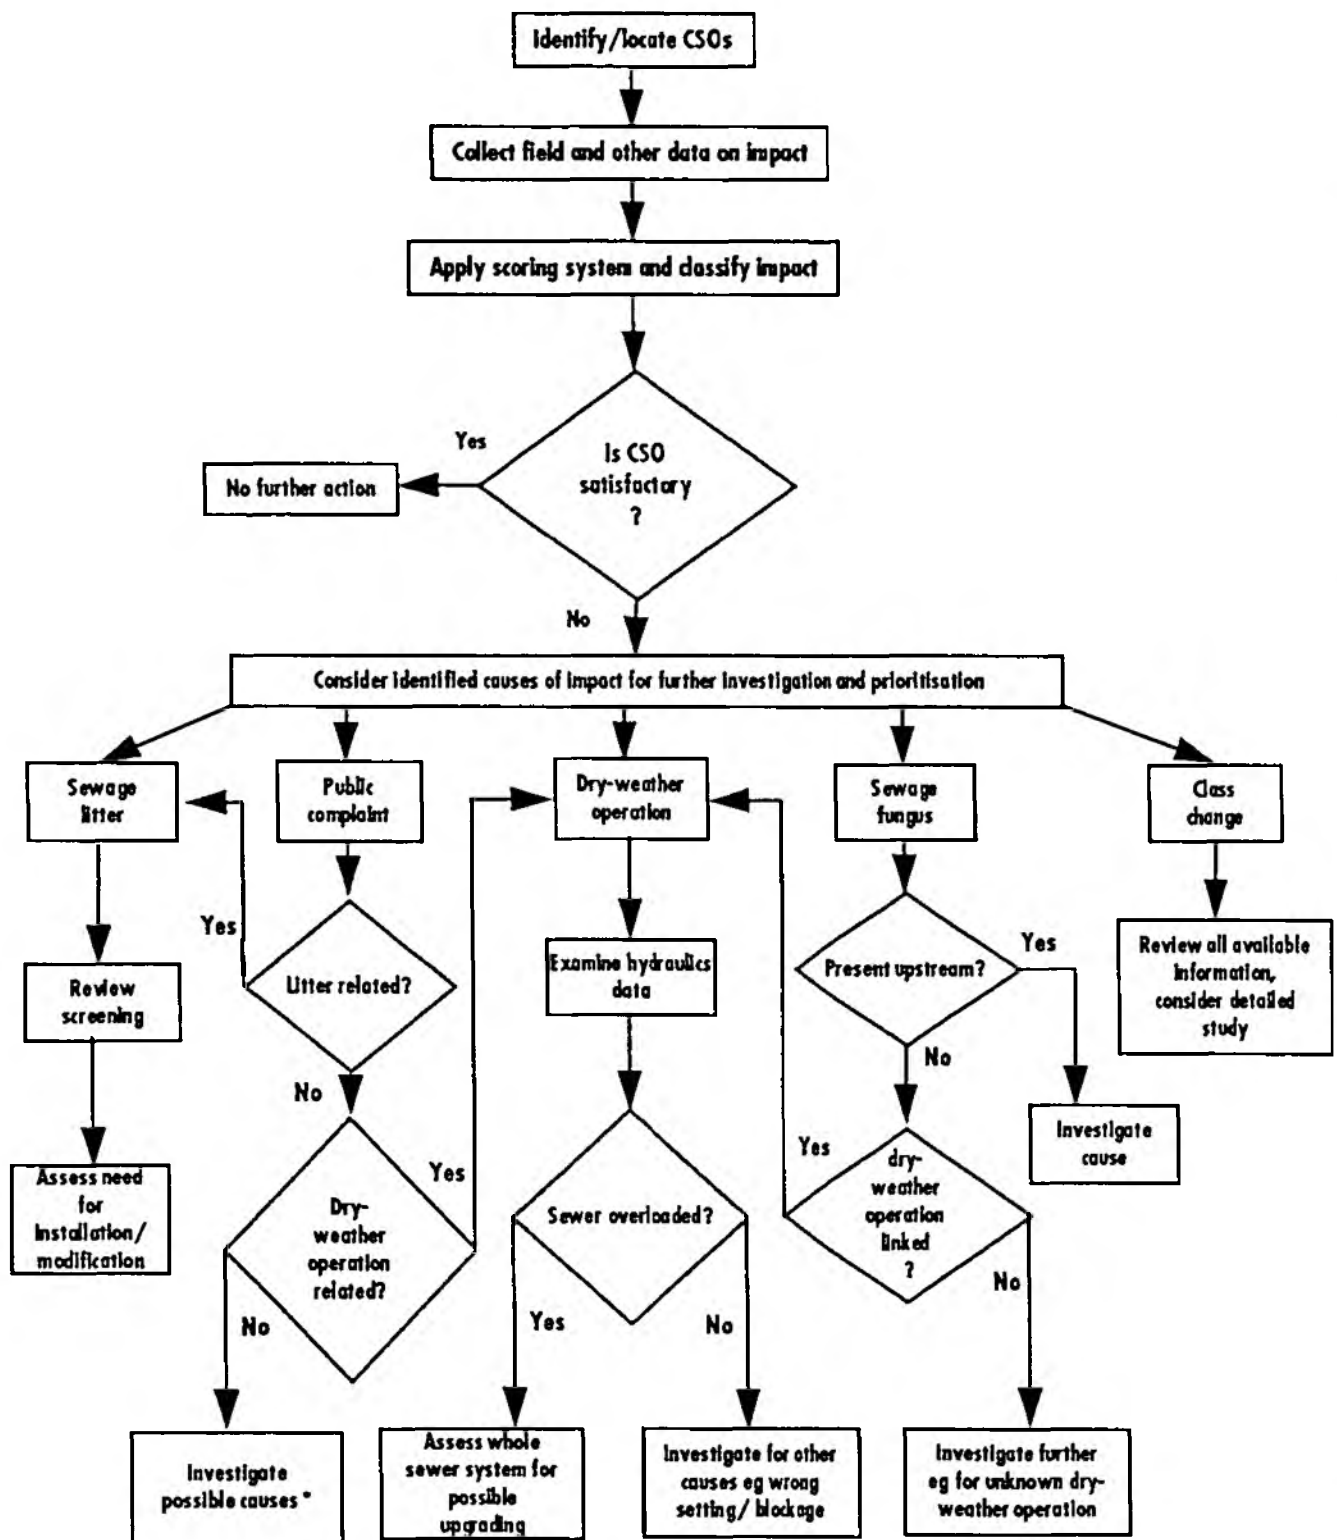 Identify/locate CSOs
Collect field and other data on impact
Apply scoring system and classify impact
Yes
Is CSO
satisfactory
?
No further action
No
Consider identified causes of impact for further investigation and prioritisation
Sewage
litter
Public
complaint
Dry-weather
operation
Sewage
fungus
Class
change
Yes
Litter related?
Review
screening
Examine hydraulics
data
Present upstream?
Yes
Review all available
information,
consider detailed
study
No
No
Investigate
cause
Assess need
for
installation/
modification
Yes
Dry-
weather
operation
related?
Sewer overloaded?
Yes
dry-
weather
operation
linked
?
No
No
Yes
No
Investigate
possible causes *
Assess whole
sewer system for
possible
upgrading
Investigate for other
causes eg wrong
setting/ blockage
Investigate further
eg for unknown dry-
weather operation